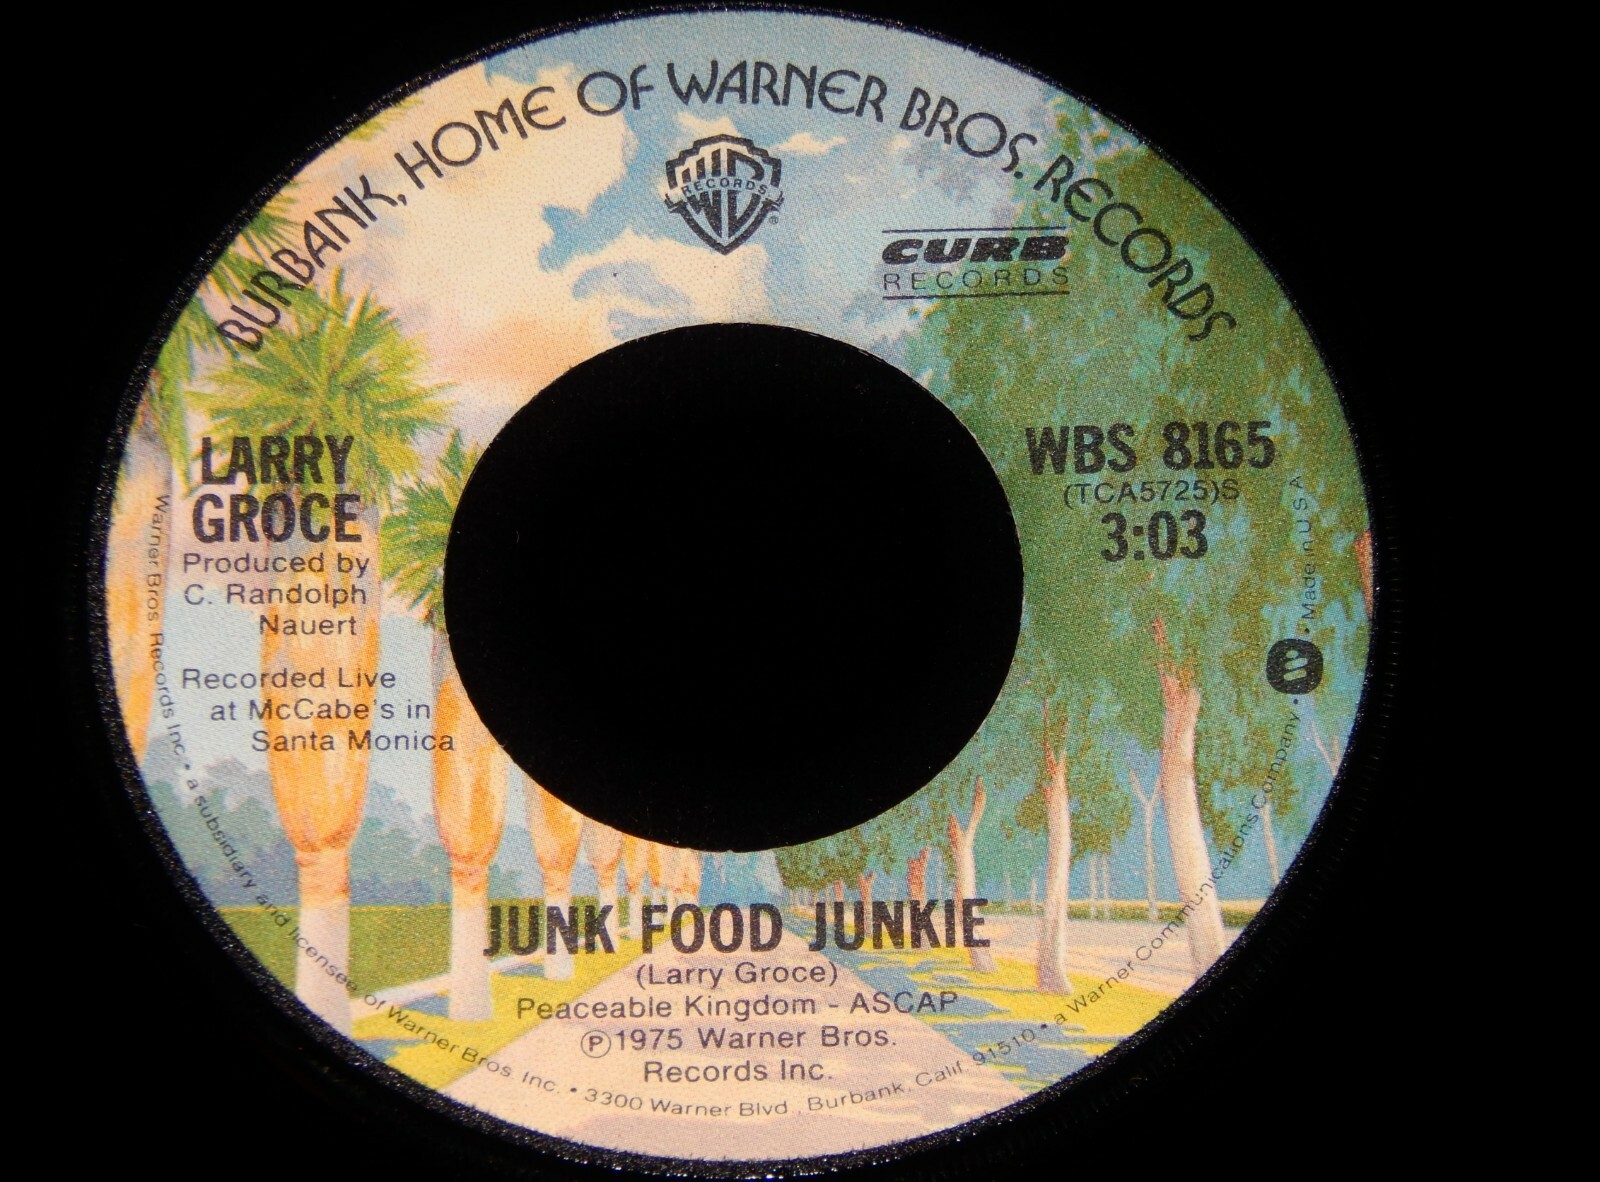 BURBANK, HOME OF WARNER BROS. RECORDS
WB
RECORDS
®
CURB
RECORDS
LARRY
GROCE
Produced by
C. Randolph
Nauert
Recorded Live
at McCabe's in
Santa Monica
WBS 8165
(TCA5725)S
3:03
JUNK FOOD JUNKIE
(Larry Groce)
Peaceable Kingdom - ASCAP
℗1975 Warner Bros.
Records Inc.
Warner Bros. Records Inc. • a subsidiary and licensee of Warner Bros. Inc. • 3300 Warner Blvd., Burbank, Calif. 91510 • a Warner Communications Company • Made in U.S.A.